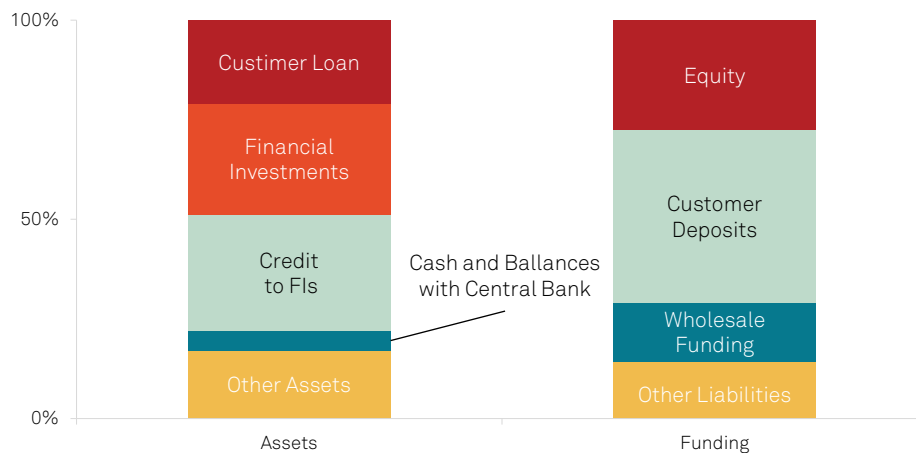 100%
Custimer Loan
Equity
Financial
Investments
Customer
Deposits
50%
Credit
to FIs
Cash and Ballances
with Central Bank
Wholesale
Funding
Other Assets
Other Liabilities
0%
Assets
Funding